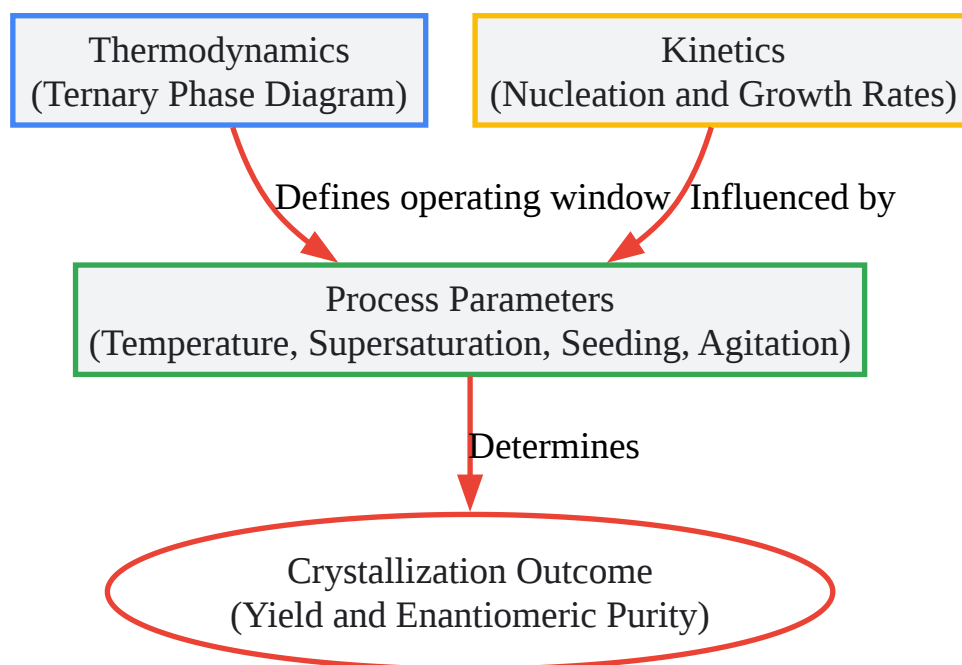 Thermodynamics
(Ternary Phase Diagram)
Kinetics
(Nucleation and Growth Rates)
Defines operating window
Influenced by
Process Parameters
(Temperature, Supersaturation, Seeding, Agitation)
Determines
Crystallization Outcome
(Yield and Enantiomeric Purity)